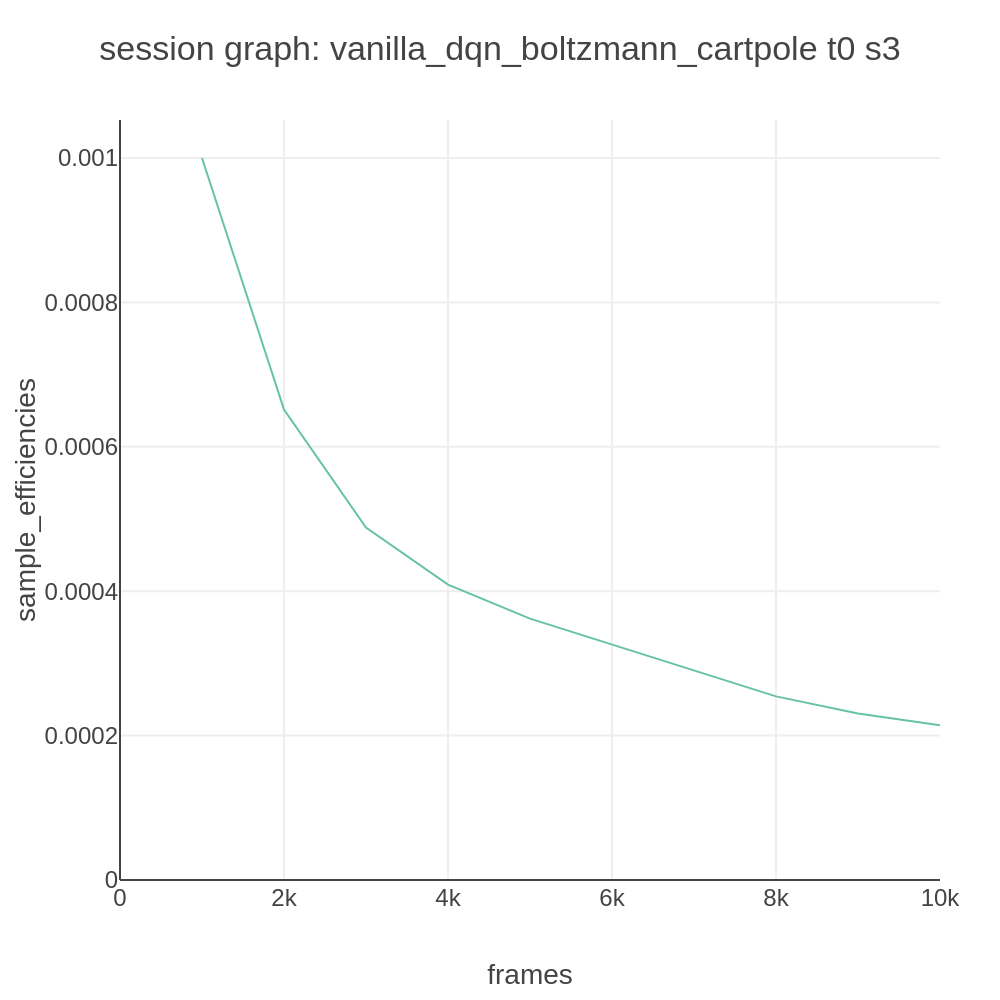 session graph: vanilla_dqn_boltzmann_cartpole t0 s3
sample_efficiencies
0.001
0.0008
0.0006
0.0004
0.0002
0
0
2k
4k
6k
8k
10k
frames